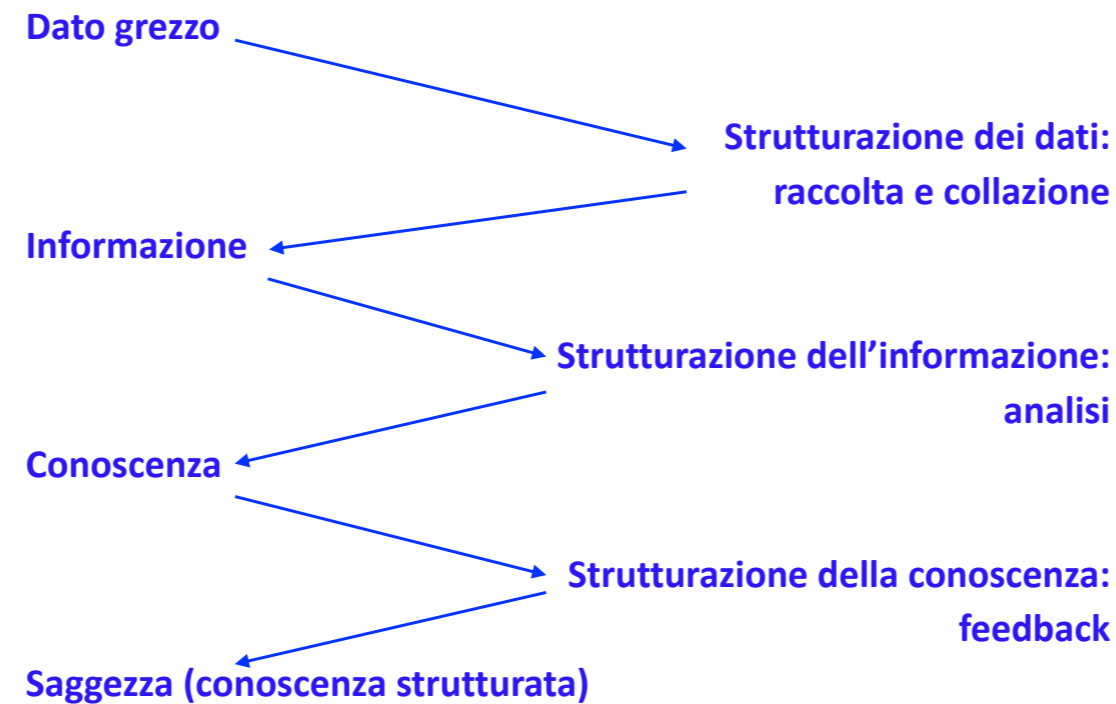 Dato grezzo
Strutturazione dei dati:
raccolta e collazione
Informazione
Strutturazione dell’informazione:
analisi
Conoscenza
Strutturazione della conoscenza:
feedback
Saggezza (conoscenza strutturata)